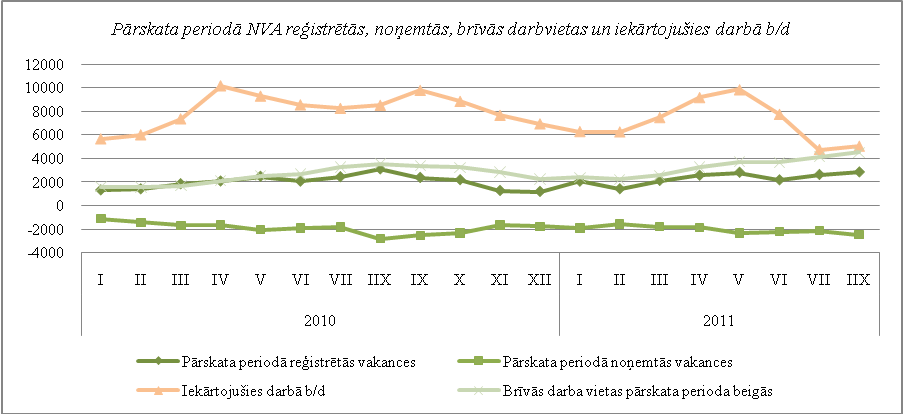 Pārskata periodā NVA reģistrētās, noņemtās, brīvās darbvietas un iekārtojušies darbā b/d
12000
10000
8000
6000
4000
2000
0
-2000
-4000
I II III IV V VI VII IIX IX X XI XII I II III IV V VI VII IIX
2010 2011
Pārskata periodā reģistrētās vakances Pārskata periodā noņemtās vakances
Iekārtojušies darbā b/d Brīvās darba vietas pārskata perioda beigās